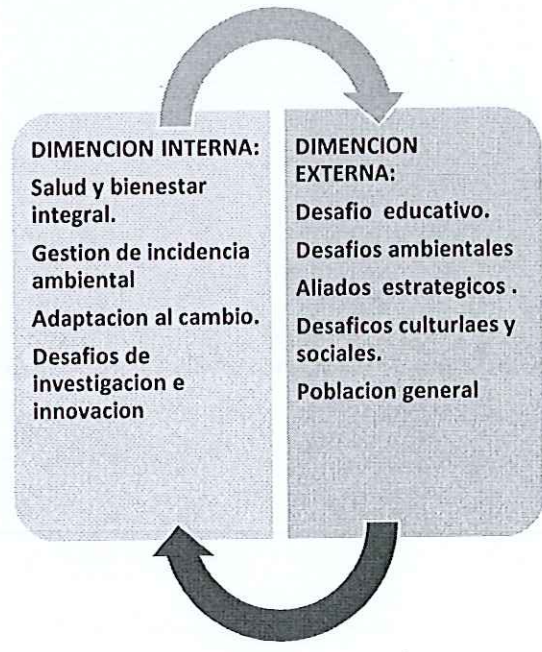 DIMENCION INTERNA:
Salud y bienestar
integral.
Gestion de incidencia
ambiental
Adaptacion al cambio.
Desafios de
investigacion e
innovacion
DIMENCION
EXTERNA:
Desafio educativo.
Desafios ambientales
Aliados estrategicos .
Desaficos culturlaes y
sociales.
Poblacion general